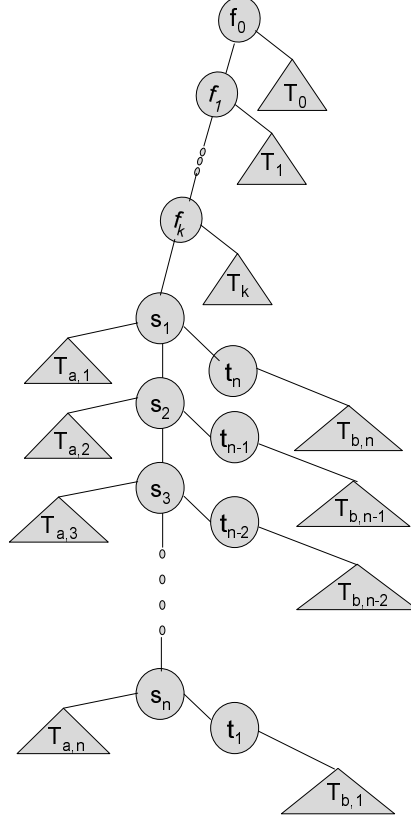 f0
T0
f1
T1
fk
Tk
s1
Ta,1
tn
Tb,n
s2
Ta,2
tn-1
Tb,n-1
s3
Ta,3
tn-2
Tb,n-2
sn
Ta,n
t1
Tb,1